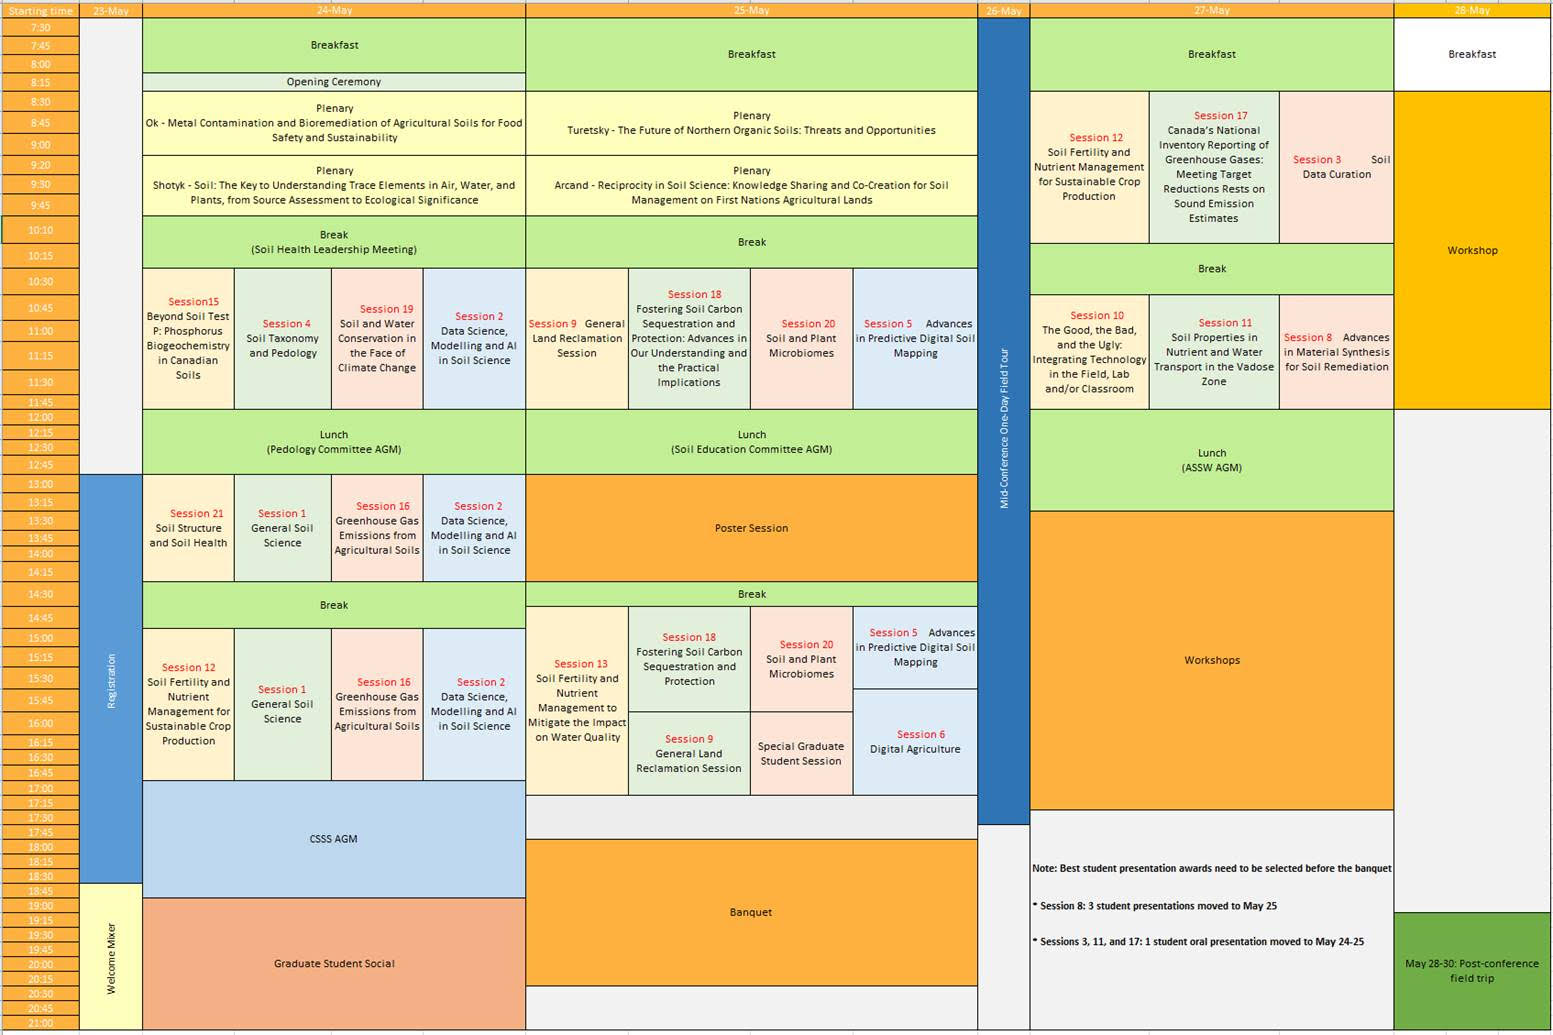 Starting time 23-May 24-May 25-May 26-May 27-May 28-May
7:30
7:45
8:00
8:15
8:30
8:45
9:00
9:20
9:30
9:45
10:10
10:15
10:30
10:45
11:00
11:15
11:30
11:45
12:00
12:15
12:30
12:45
13:00
13:15
13:30
13:45
14:00
14:15
14:30
14:45
15:00
15:15
15:30
15:45
16:00
16:15
16:30
16:45
17:00
17:15
17:30
17:45
18:00
18:15
18:30
18:45
19:00
19:15
19:30
19:45
20:00
20:15
20:30
20:45
21:00
Registration
Welcome Mixer
Breakfast
Opening Ceremony
Plenary
Ok - Metal Contamination and Bioremediation of Agricultural Soils for Food
Safety and Sustainability
Plenary
Shotyk - Soil: The Key to Understanding Trace Elements in Air, Water, and
Plants, from Source Assessment to Ecological Significance
Break
(Soil Health Leadership Meeting)
Session15
Beyond Soil Test
P: Phosphorus
Biogeochemistry
in Canadian
Soils
Session 4
Soil Taxonomy
and Pedology
Session 19
Soil and Water
Conservation in
the Face of
Climate Change
Session 2
Data Science,
Modelling and AI
in Soil Science
Lunch
(Pedology Committee AGM)
Session 21
Soil Structure
and Soil Health
Session 1
General Soil
Science
Session 16
Greenhouse Gas
Emissions from
Agricultural Soils
Session 2
Data Science,
Modelling and AI
in Soil Science
Break
Session 12
Soil Fertility and
Nutrient
Management for
Sustainable Crop
Production
Session 1
General Soil
Science
Session 16
Greenhouse Gas
Emissions from
Agricultural Soils
Session 2
Data Science,
Modelling and AI
in Soil Science
CSSS AGM
Graduate Student Social
Breakfast
Plenary
Turetsky - The Future of Northern Organic Soils: Threats and Opportunities
Plenary
Arcand - Reciprocity in Soil Science: Knowledge Sharing and Co-Creation for Soil
Management on First Nations Agricultural Lands
Break
Session 9 General
Land Reclamation
Session
Session 18
Fostering Soil Carbon
Sequestration and
Protection: Advances in
Our Understanding and
the Practical
Implications
Session 20
Soil and Plant
Microbiomes
Session 5 Advances
in Predictive Digital Soil
Mapping
Lunch
(Soil Education Committee AGM)
Poster Session
Break
Session 13
Soil Fertility and
Nutrient
Management to
Mitigate the Impact
on Water Quality
Session 18
Fostering Soil Carbon
Sequestration and
Protection
Session 9
General Land
Reclamation Session
Session 20
Soil and Plant
Microbiomes
Special Graduate
Student Session
Session 5 Advances
in Predictive Digital Soil
Mapping
Session 6
Digital Agriculture
Banquet
Mid-Conference One-Day Field Tour
Breakfast
Session 12
Soil Fertility and
Nutrient Management
for Sustainable Crop
Production
Session 17
Canada's National
Inventory Reporting of
Greenhouse Gases:
Meeting Target
Reductions Rests on
Sound Emission
Estimates
Session 3 Soil
Data Curation
Break
Session 10
The Good, the Bad,
and the Ugly:
Integrating Technology
in the Field, Lab
and/or Classroom
Session 11
Soil Properties in
Nutrient and Water
Transport in the Vadose
Zone
Session 8 Advances
in Material Synthesis
for Soil Remediation
Lunch
(ASSW AGM)
Workshops
Note: Best student presentation awards need to be selected before the banquet
* Session 8: 3 student presentations moved to May 25
* Sessions 3, 11, and 17: 1 student oral presentation moved to May 24-25
Breakfast
Workshop
May 28-30: Post-conference
field trip